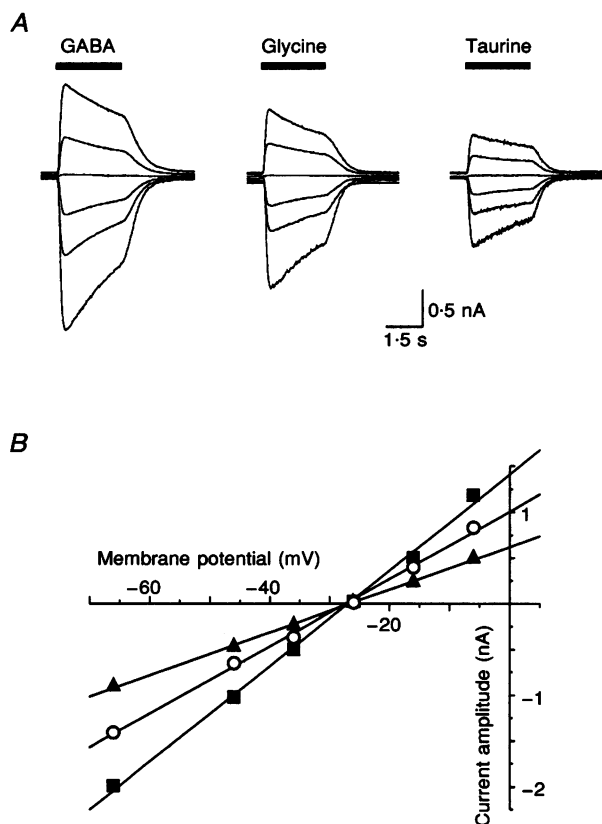 A
GABA
Glycine
Taurine
0·5 nA
1·5 s
B
Membrane potential (mV)
−60
−40
−20
1
−1
−2
Current amplitude (nA)